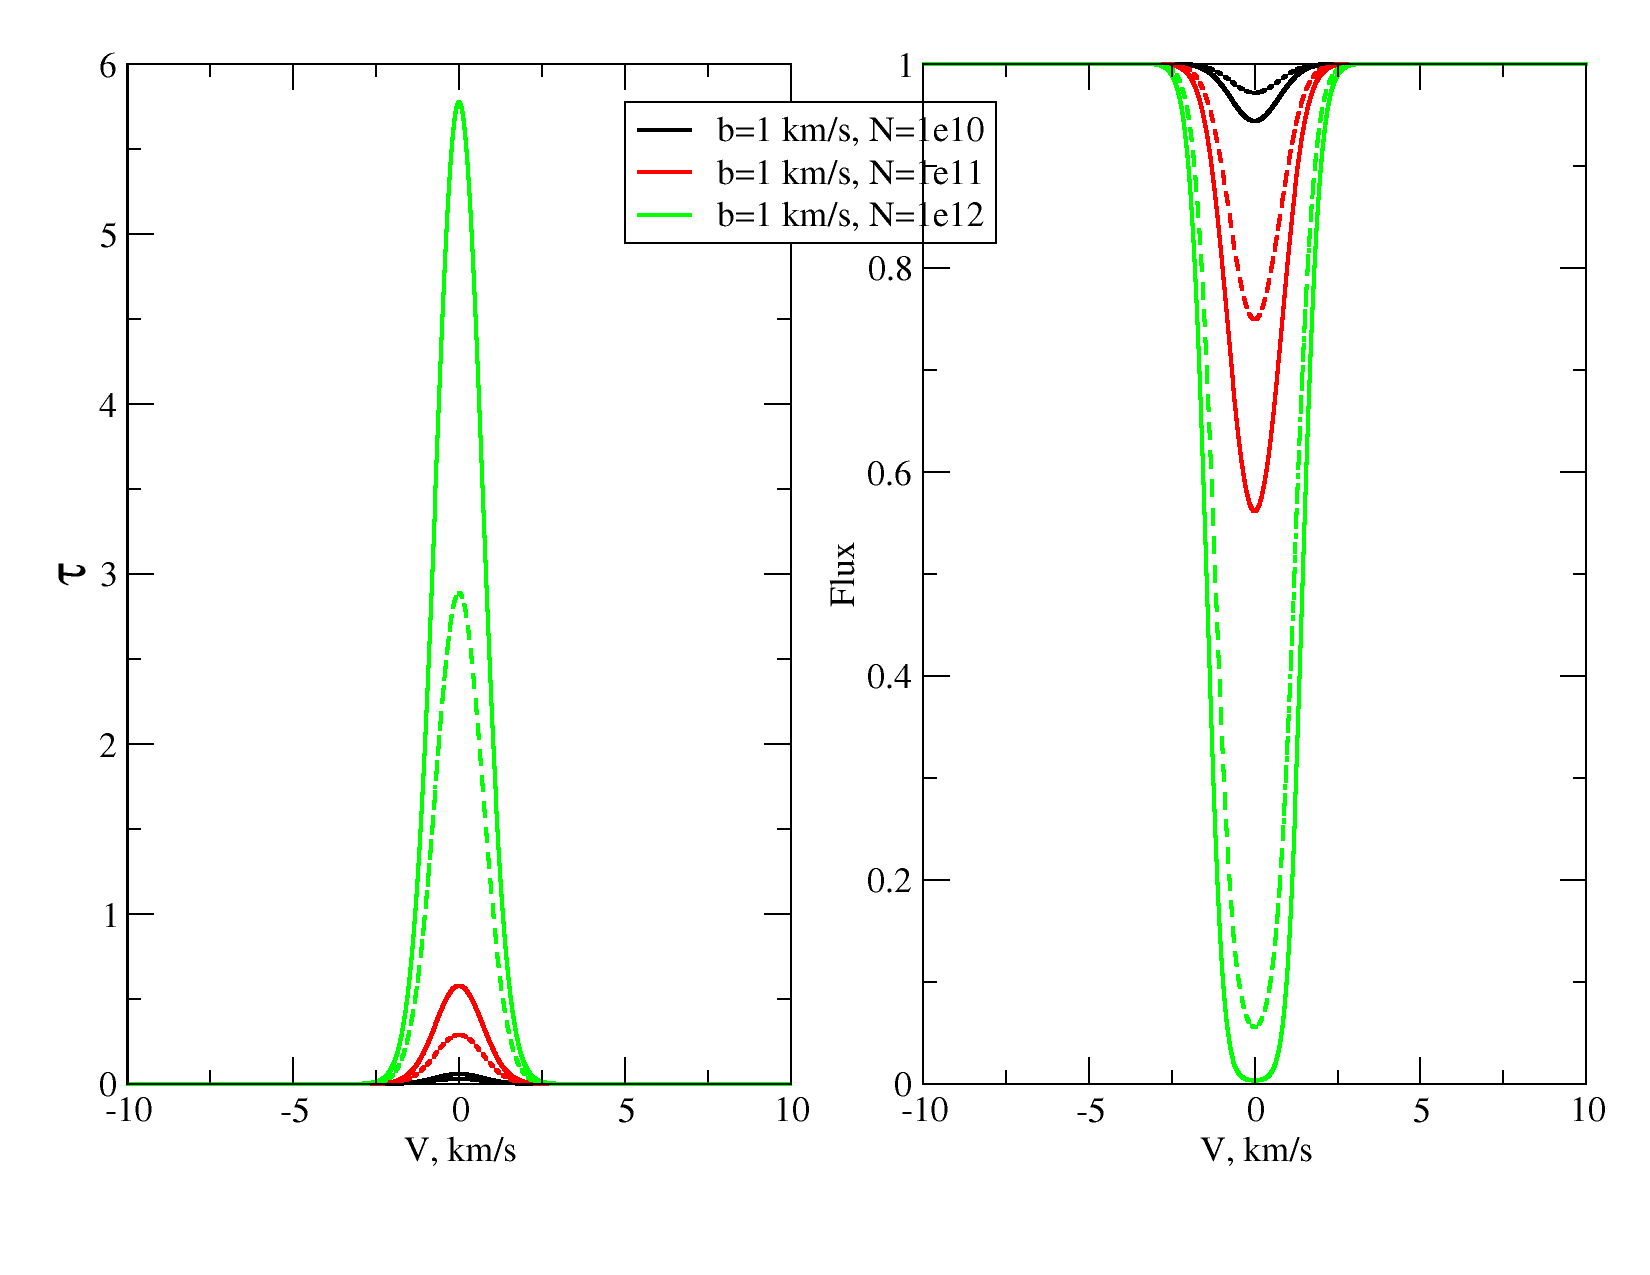 6
5
4
3
2
1
0
τ
-10 -5 0 5 10
V, km/s
b=1 km/s, N=1e10
b=1 km/s, N=1e11
b=1 km/s, N=1e12
1
0.8
0.6
0.4
0.2
0
Flux
-10 -5 0 5 10
V, km/s